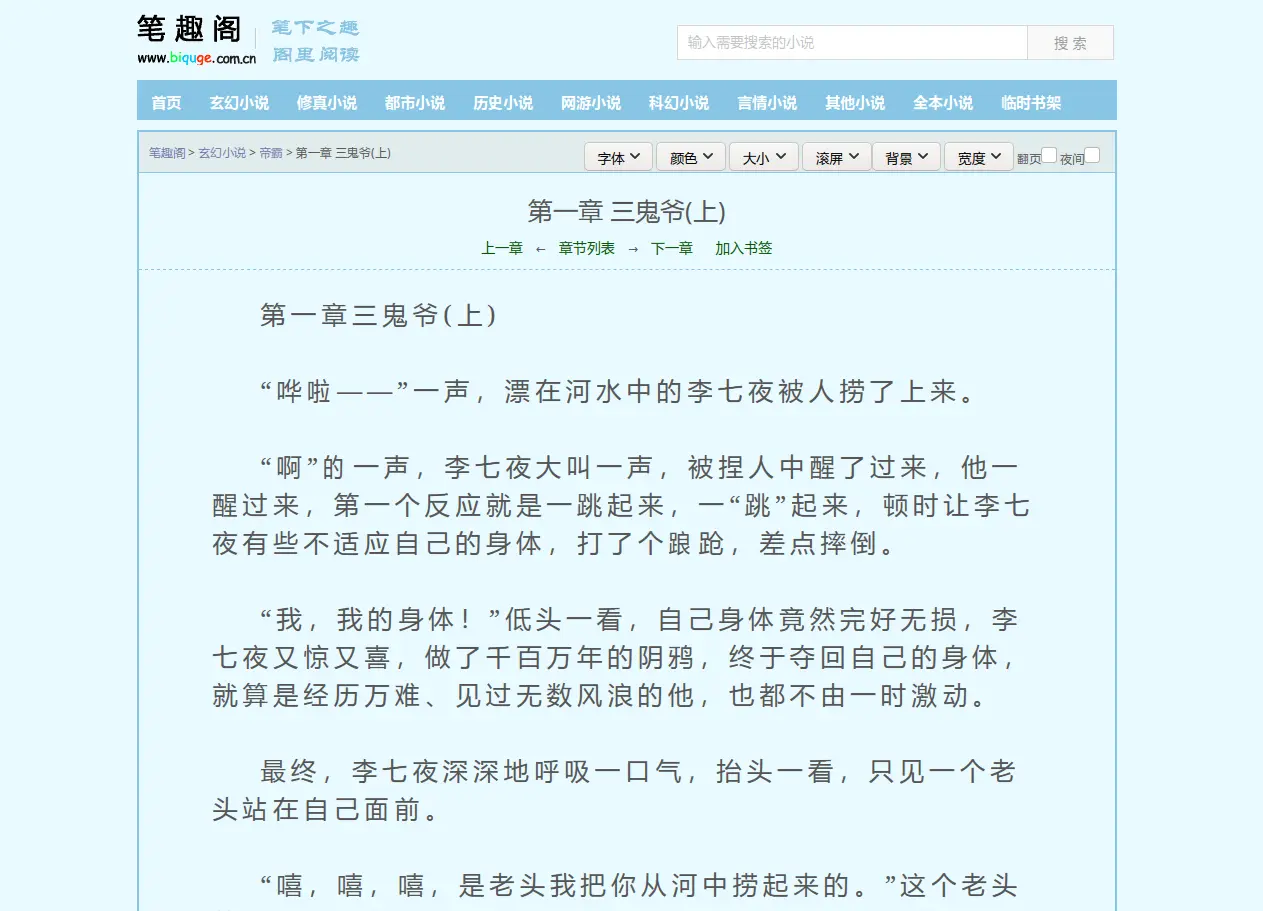 笔趣阁
www.biquge.com.cn
笔下之趣
阁里阅读
输入需要搜索的小说
搜索
首页 玄幻小说 修真小说 都市小说 历史小说 网游小说 科幻小说 言情小说 其他小说 全本小说 临时书架
笔趣阁 > 玄幻小说 > 帝霸 > 第一章 三鬼爷(上)
字体 颜色 大小 滚屏 背景 宽度 翻页 夜间
第一章 三鬼爷(上)
上一章 ← 章节列表 → 下一章 加入书签
第一章三鬼爷(上)
“哗啦——”一声，漂在河水中的李七夜被人捞了上来。
“啊”的一声，李七夜大叫一声，被捏人中醒了过来，他一
醒过来，第一个反应就是一跳起来，一“跳”起来，顿时让李七
夜有些不适应自己的身体，打了个踉跄，差点摔倒。
“我，我的身体！”低头一看，自己身体竟然完好无损，李
七夜又惊又喜，做了千百万年的阴鸦，终于夺回自己的身体，
就算是经历万难、见过无数风浪的他，也都不由一时激动。
最终，李七夜深深地呼吸一口气，抬头一看，只见一个老
头站在自己面前。
“嘻，嘻，嘻，是老头我把你从河中捞起来的。”这个老头